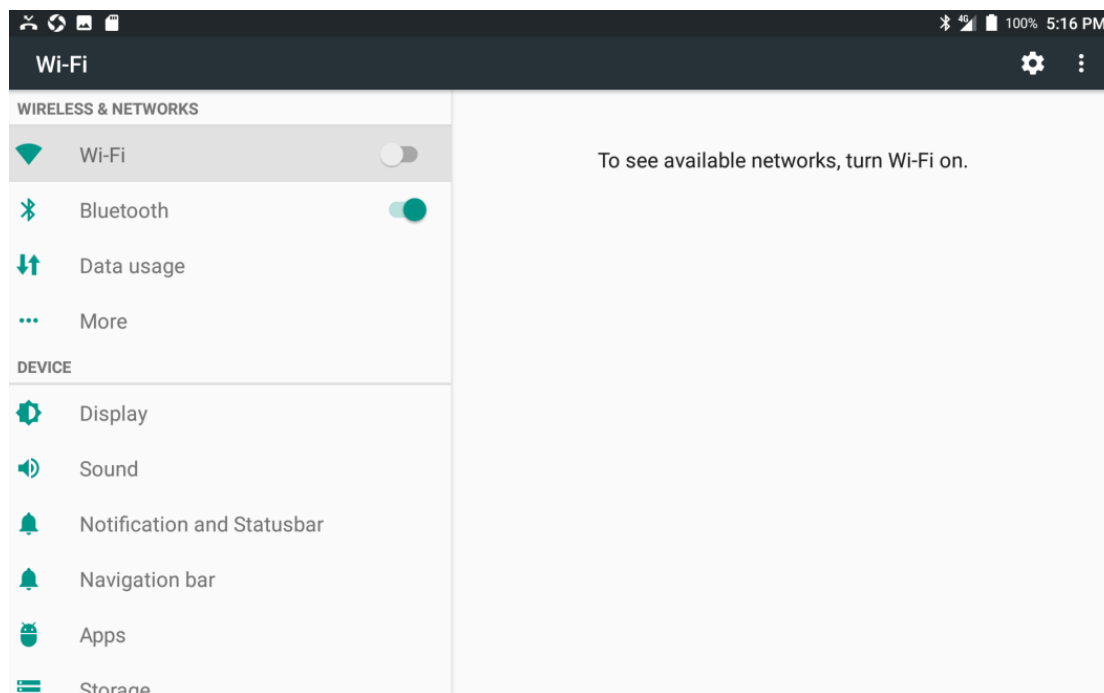 4G 100% 5:16 PM
Wi-Fi
WIRELESS & NETWORKS
Wi-Fi
To see available networks, turn Wi-Fi on.
Bluetooth
Data usage
More
DEVICE
Display
Sound
Notification and Statusbar
Navigation bar
Apps
Storage